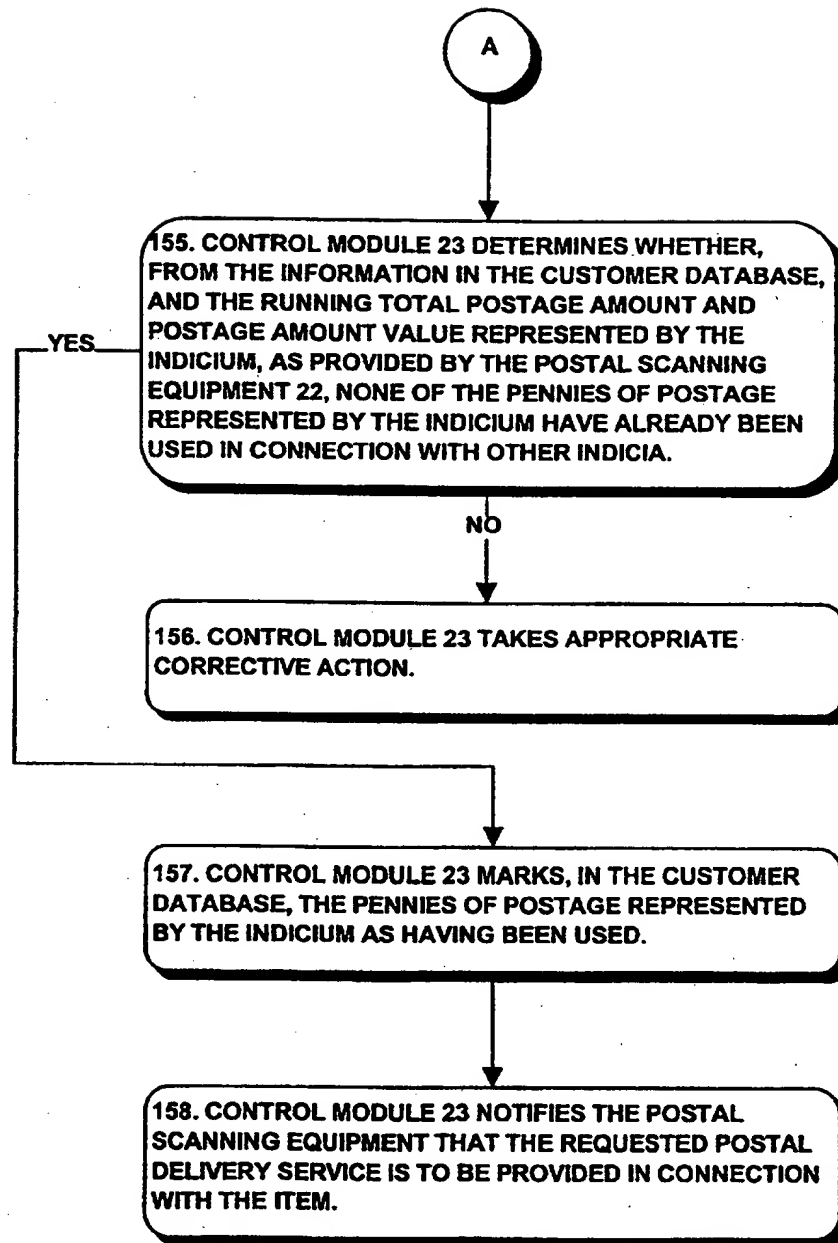 A
155. CONTROL MODULE 23 DETERMINES WHETHER,
FROM THE INFORMATION IN THE CUSTOMER DATABASE,
AND THE RUNNING TOTAL POSTAGE AMOUNT AND
POSTAGE AMOUNT VALUE REPRESENTED BY THE
INDICIUM, AS PROVIDED BY THE POSTAL SCANNING
EQUIPMENT 22, NONE OF THE PENNIES OF POSTAGE
REPRESENTED BY THE INDICIUM HAVE ALREADY BEEN
USED IN CONNECTION WITH OTHER INDICIA.
YES
NO
156. CONTROL MODULE 23 TAKES APPROPRIATE
CORRECTIVE ACTION.
157. CONTROL MODULE 23 MARKS, IN THE CUSTOMER
DATABASE, THE PENNIES OF POSTAGE REPRESENTED
BY THE INDICIUM AS HAVING BEEN USED.
158. CONTROL MODULE 23 NOTIFIES THE POSTAL
SCANNING EQUIPMENT THAT THE REQUESTED POSTAL
DELIVERY SERVICE IS TO BE PROVIDED IN CONNECTION
WITH THE ITEM.